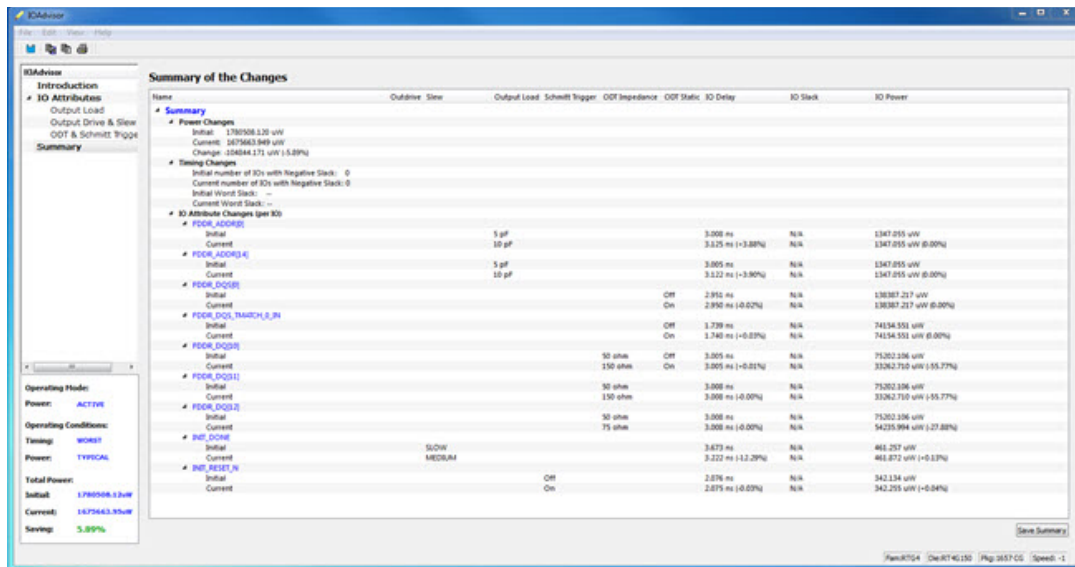 IOAdvisor
File Edit View Help
IOAdvisor
Introduction
IO Attributes
Output Load
Output Drive & Slew
ODT & Schmitt Trigge
Summary
Summary of the Changes
Name Outdrive Slew Output Load Schmitt Trigger ODT Impedance ODT Static IO Delay IO Slack IO Power
Summary
Power Changes
Initial: 1780508.120 uW
Current: 1675663.949 uW
Change: -104844.171 uW (-5.89%)
Timing Changes
Initial number of IOs with Negative Slack: 0
Current number of IOs with Negative Slack: 0
Initial Worst Slack: --
Current Worst Slack: --
IO Attribute Changes (per IO)
FDDR_ADDR[0]
Initial 5 pF 3.008 ns N/A 1347.055 uW
Current 10 pF 3.125 ns (+3.88%) N/A 1347.055 uW (0.00%)
FDDR_ADDR[14]
Initial 5 pF 3.005 ns N/A 1347.055 uW
Current 10 pF 3.122 ns (+3.90%) N/A 1347.055 uW (0.00%)
FDDR_DQS[0]
Initial Off 2.951 ns N/A 138387.217 uW
Current On 2.950 ns (-0.02%) N/A 138387.217 uW (0.00%)
FDDR_DQS_TMATCH_0_IN
Initial Off 1.739 ns N/A 74154.551 uW
Current On 1.740 ns (+0.03%) N/A 74154.551 uW (0.00%)
FDDR_DQ[10]
Initial 50 ohm Off 3.005 ns N/A 75202.106 uW
Current 150 ohm On 3.005 ns (+0.01%) N/A 33262.710 uW (-55.77%)
FDDR_DQ[11]
Initial 50 ohm 3.008 ns N/A 75202.106 uW
Current 150 ohm 3.008 ns (-0.00%) N/A 33262.710 uW (-55.77%)
FDDR_DQ[12]
Initial 50 ohm 3.008 ns N/A 75202.106 uW
Current 75 ohm 3.008 ns (-0.00%) N/A 54235.994 uW (-27.88%)
INIT_DONE
Initial SLOW 3.673 ns N/A 461.257 uW
Current MEDIUM 3.222 ns (-12.29%) N/A 461.872 uW (+0.13%)
INIT_RESET_N
Initial Off 2.076 ns N/A 342.134 uW
Current On 2.075 ns (-0.03%) N/A 342.255 uW (+0.04%)
Operating Mode:
Power: ACTIVE
Operating Conditions:
Timing: WORST
Power: TYPICAL
Total Power:
Initial: 1780508.12uW
Current: 1675663.95uW
Saving: 5.89%
Save Summary
Fam:RTG4 Die:RT4G150 Pkg:1657 CG Speed: -1